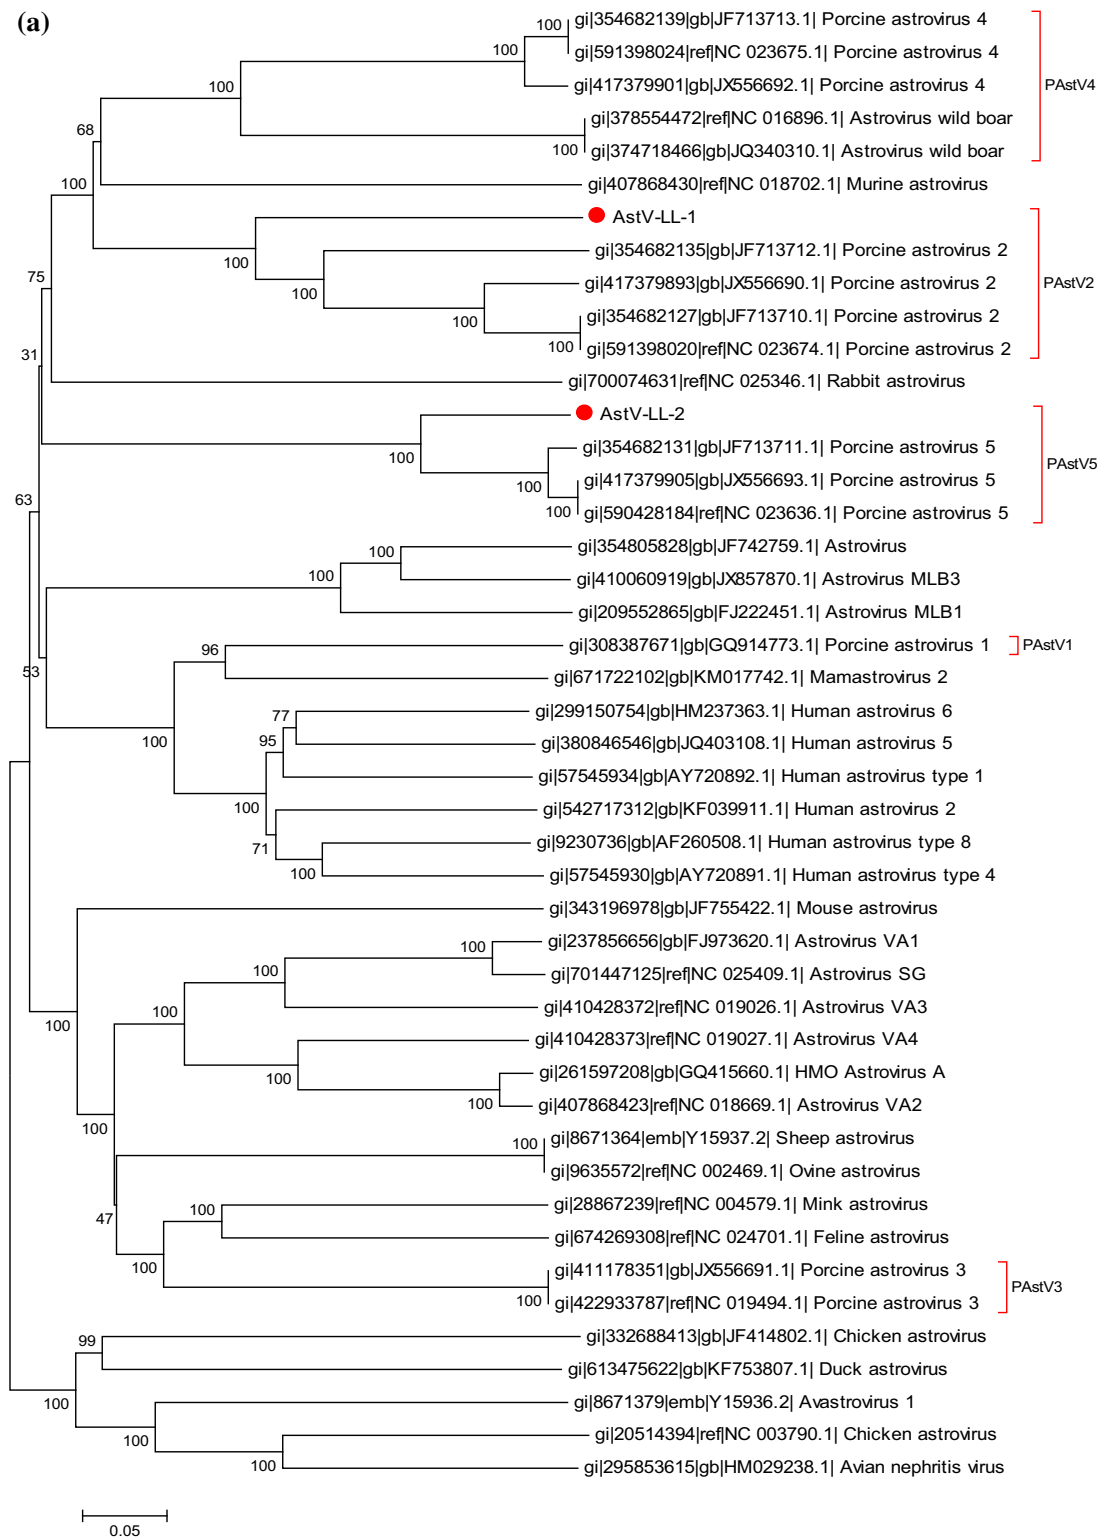 (a)
gi|354682139|gb|JF713713.1| Porcine astrovirus 4
100
gi|591398024|ref|NC 023675.1| Porcine astrovirus 4
100
gi|417379901|gb|JX556692.1| Porcine astrovirus 4
PAstV4
100
gi|378554472|ref|NC 016896.1| Astrovirus wild boar
68
gi|374718466|gb|JQ340310.1| Astrovirus wild boar
100
100
gi|407868430|ref|NC 018702.1| Murine astrovirus
AstV-LL-1
gi|354682135|gb|JF713712.1| Porcine astrovirus 2
100
75
gi|417379893|gb|JX556690.1| Porcine astrovirus 2
PAstV2
100
gi|354682127|gb|JF713710.1| Porcine astrovirus 2
100
gi|591398020|ref|NC 023674.1| Porcine astrovirus 2
100
31
gi|700074631|ref|NC 025346.1| Rabbit astrovirus
AstV-LL-2
gi|354682131|gb|JF713711.1| Porcine astrovirus 5
100
PAstV5
gi|417379905|gb|JX556693.1| Porcine astrovirus 5
100
63
gi|590428184|ref|NC 023636.1| Porcine astrovirus 5
100
gi|354805828|gb|JF742759.1| Astrovirus
100
100
gi|410060919|gb|JX857870.1| Astrovirus MLB3
gi|209552865|gb|FJ222451.1| Astrovirus MLB1
96
gi|308387671|gb|GQ914773.1| Porcine astrovirus 1
PAstV1
53
gi|671722102|gb|KM017742.1| Mamastrovirus 2
77
gi|299150754|gb|HM237363.1| Human astrovirus 6
100
95
gi|380846546|gb|JQ403108.1| Human astrovirus 5
gi|57545934|gb|AY720892.1| Human astrovirus type 1
100
gi|542717312|gb|KF039911.1| Human astrovirus 2
71
gi|9230736|gb|AF260508.1| Human astrovirus type 8
100
gi|57545930|gb|AY720891.1| Human astrovirus type 4
gi|343196978|gb|JF755422.1| Mouse astrovirus
100
gi|237856656|gb|FJ973620.1| Astrovirus VA1
100
gi|701447125|ref|NC 025409.1| Astrovirus SG
100
gi|410428372|ref|NC 019026.1| Astrovirus VA3
100
gi|410428373|ref|NC 019027.1| Astrovirus VA4
100
gi|261597208|gb|GQ415660.1| HMO Astrovirus A
100
gi|407868423|ref|NC 018669.1| Astrovirus VA2
100
100
gi|8671364|emb|Y15937.2| Sheep astrovirus
gi|9635572|ref|NC 002469.1| Ovine astrovirus
100
gi|28867239|ref|NC 004579.1| Mink astrovirus
47
gi|674269308|ref|NC 024701.1| Feline astrovirus
100
gi|411178351|gb|JX556691.1| Porcine astrovirus 3
PAstV3
100
gi|422933787|ref|NC 019494.1| Porcine astrovirus 3
99
gi|332688413|gb|JF414802.1| Chicken astrovirus
gi|613475622|gb|KF753807.1| Duck astrovirus
100
gi|8671379|emb|Y15936.2| Avastrovirus 1
100
gi|20514394|ref|NC 003790.1| Chicken astrovirus
100
gi|295853615|gb|HM029238.1| Avian nephritis virus
0.05